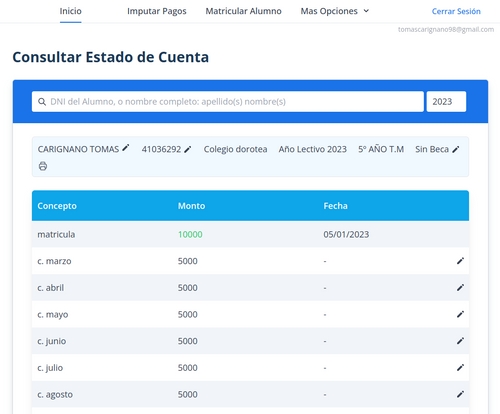 Inicio Imputar Pagos Matricular Alumno Mas Opciones Cerrar Sesión
tomascarignano98@gmail.com
Consultar Estado de Cuenta
DNI del Alumno, o nombre completo: apellido(s) nombre(s) 2023
CARIGNANO TOMAS 41036292 Colegio dorotea Año Lectivo 2023 5º AÑO T.M Sin Beca
Concepto Monto Fecha
matricula 10000 05/01/2023
c. marzo 5000 -
c. abril 5000 -
c. mayo 5000 -
c. junio 5000 -
c. julio 5000 -
c. agosto 5000 -